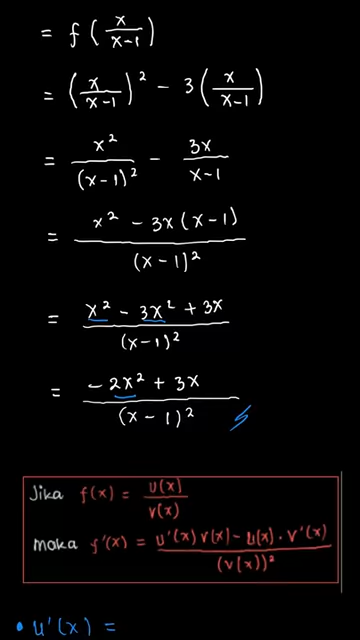 = f(x/(x-1))
= (x/(x-1))² - 3(x/(x-1))
= x²/(x-1)² - 3x/(x-1)
= (x² - 3x(x-1))/(x-1)²
= (x² - 3x² + 3x)/(x-1)²
= (-2x² + 3x)/(x-1)²
Jika f(x) = u(x)/v(x)
maka f'(x) = (u'(x) v(x) - u(x) · v'(x))/(v(x))²
• u'(x) =